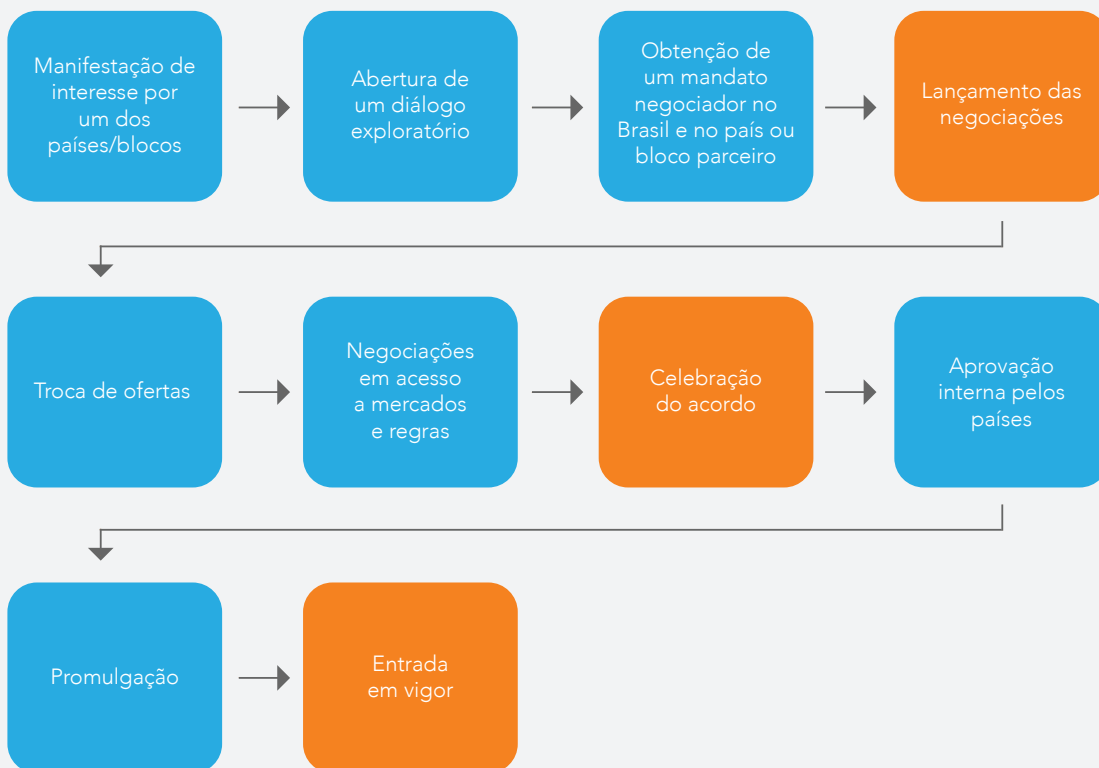 Manifestação de
interesse por
um dos
países/blocos
Abertura de
um diálogo
exploratório
Obtenção de
um mandato
negociador no
Brasil e no país ou
bloco parceiro
Lançamento das
negociações
Troca de ofertas
Negociações
em acesso
a mercados
e regras
Celebração
do acordo
Aprovação
interna pelos
países
Promulgação
Entrada
em vigor